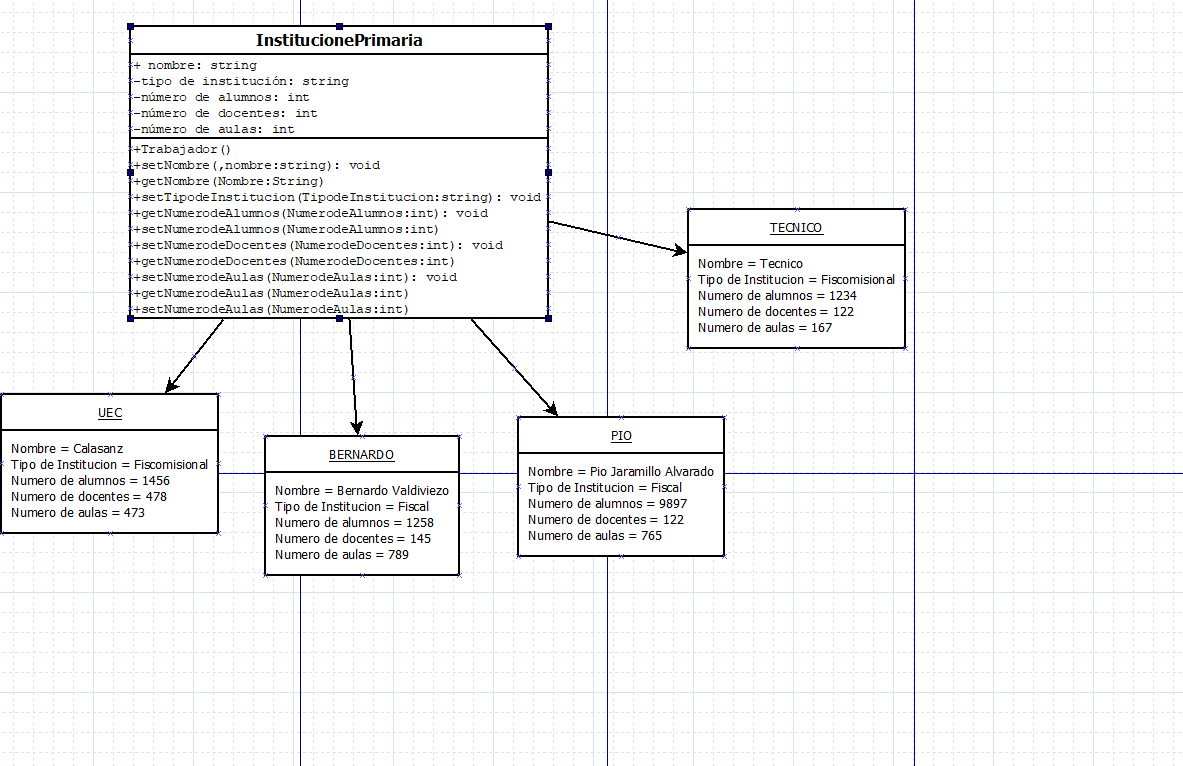 InstitucionePrimaria
+ nombre: string
-tipo de institución: string
-número de alumnos: int
-número de docentes: int
-número de aulas: int
+Trabajador()
+setNombre(,nombre:string): void
+getNombre(Nombre:String)
+setTipodeInstitucion(TipodeInstitucion:string): void
+getNumerodeAlumnos(NumerodeAlumnos:int): void
+setNumerodeAlumnos(NumerodeAlumnos:int)
+setNumerodeDocentes(NumerodeDocentes:int): void
+getNumerodeDocentes(NumerodeDocentes:int)
+setNumerodeAulas(NumerodeAula:int): void
+getNumerodeAulas(NumerodeAula:int)
+setNumerodeAulas(NumerodeAula:int)
TECNICO
Nombre = Tecnico
Tipo de Institucion = Fiscomisional
Numero de alumnos = 1234
Numero de docentes = 122
Numero de aulas = 167
UEC
Nombre = Calasanz
Tipo de Institucion = Fiscomisional
Numero de alumnos = 1456
Numero de docentes = 478
Numero de aulas = 473
BERNARDO
Nombre = Bernardo Valdiviezo
Tipo de Institucion = Fiscal
Numero de alumnos = 1258
Numero de docentes = 145
Numero de aulas = 789
PIO
Nombre = Pio Jaramillo Alvarado
Tipo de Institucion = Fiscal
Numero de alumnos = 9897
Numero de docentes = 122
Numero de aulas = 765